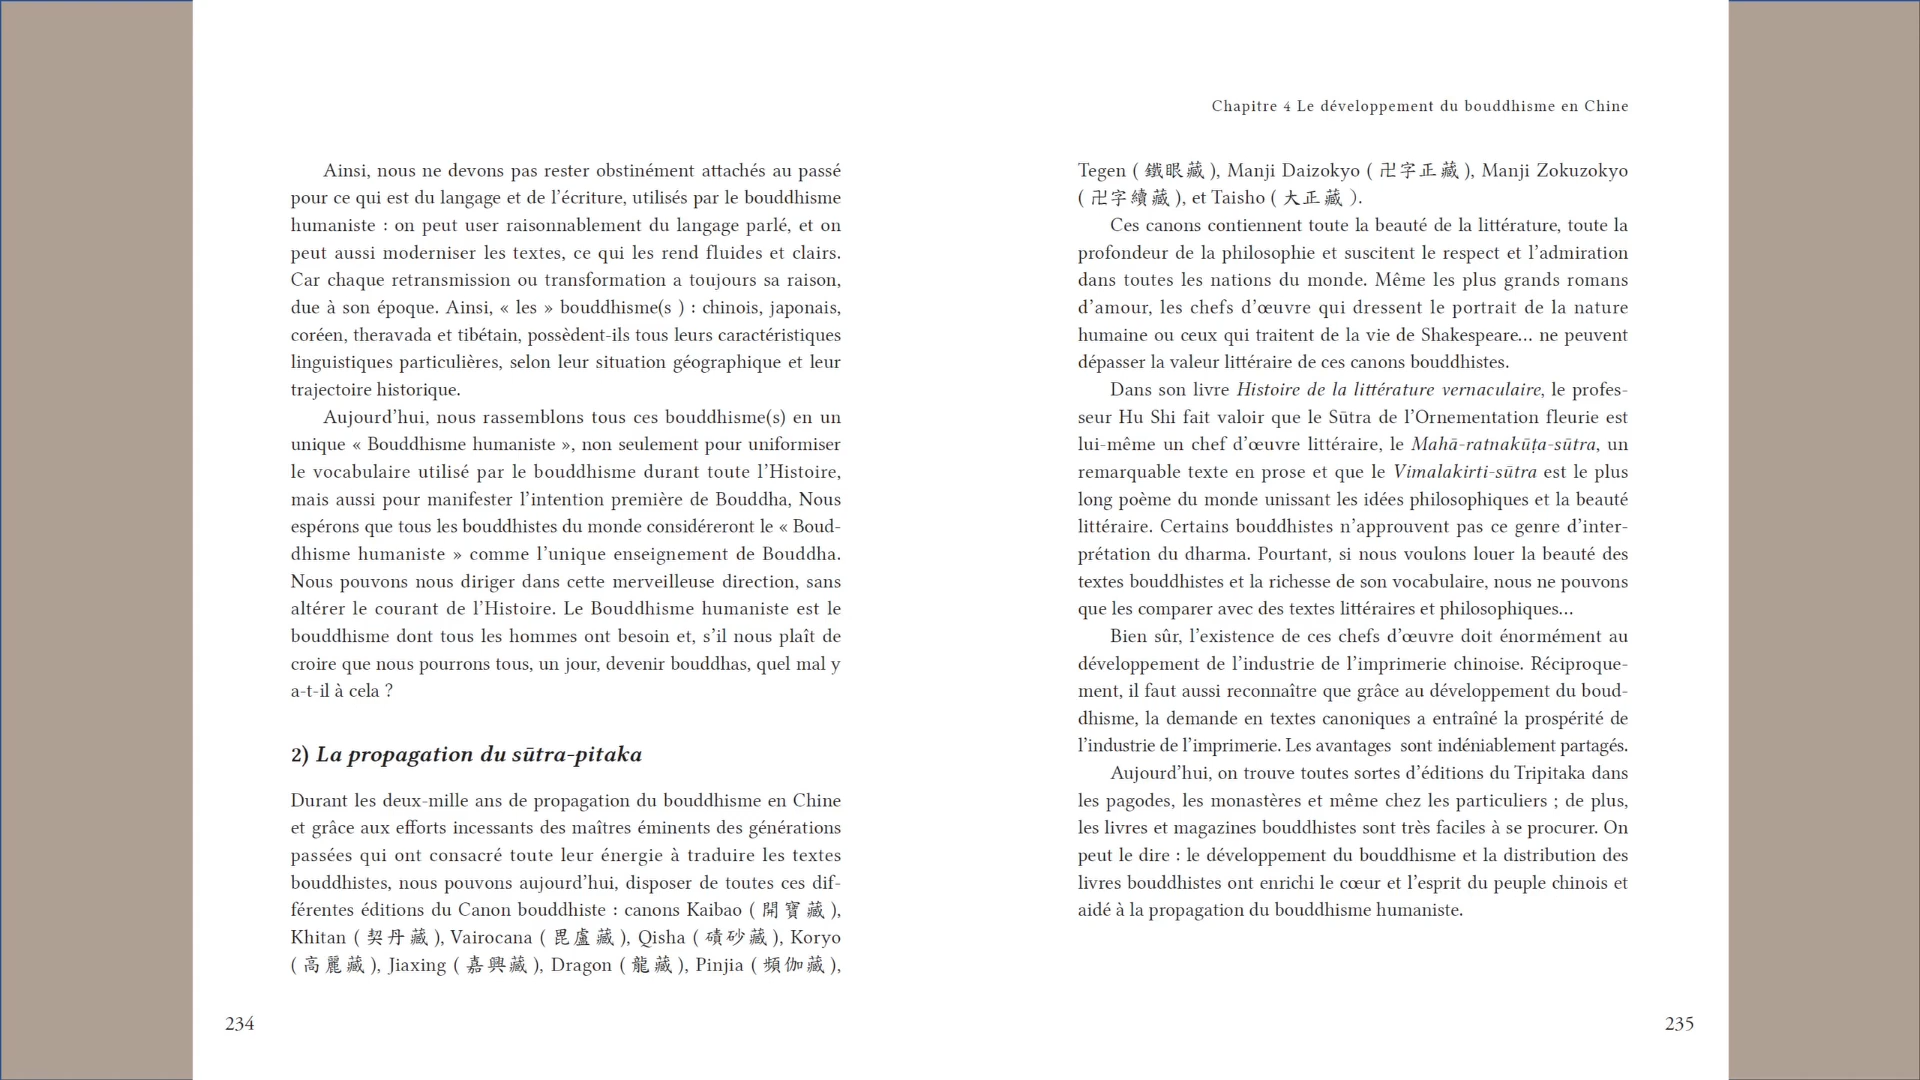 Ainsi, nous ne devons pas rester obstinément attachés au passé
pour ce qui est du langage et de l’écriture, utilisés par le bouddhisme
humaniste : on peut user raisonnablement du langage parlé, et on
peut aussi moderniser les textes, ce qui les rend fluides et clairs.
Car chaque retransmission ou transformation a toujours sa raison,
due à son époque. Ainsi, « les » bouddhisme(s ) : chinois, japonais,
coréen, theravada et tibétain, possèdent-ils tous leurs caractéristiques
linguistiques particulières, selon leur situation géographique et leur
trajectoire historique.
Aujourd’hui, nous rassemblons tous ces bouddhisme(s) en un
unique « Bouddhisme humaniste », non seulement pour uniformiser
le vocabulaire utilisé par le bouddhisme durant toute l’Histoire,
mais aussi pour manifester l’intention première de Bouddha, Nous
espérons que tous les bouddhistes du monde considéreront le « Boud-
dhisme humaniste » comme l’unique enseignement de Bouddha.
Nous pouvons nous diriger dans cette merveilleuse direction, sans
altérer le courant de l’Histoire. Le Bouddhisme humaniste est le
bouddhisme dont tous les hommes ont besoin et, s’il nous plaît de
croire que nous pourrons tous, un jour, devenir bouddhas, quel mal y
a-t-il à cela ?
2) La propagation du sūtra-pitaka
Durant les deux-mille ans de propagation du bouddhisme en Chine
et grâce aux efforts incessants des maîtres éminents des générations
passées qui ont consacré toute leur énergie à traduire les textes
bouddhistes, nous pouvons aujourd’hui, disposer de toutes ces dif-
férentes éditions du Canon bouddhiste : canons Kaibao ( 開寶藏 ),
Khitan ( 契丹藏 ), Vairocana ( 毘盧藏 ), Qisha ( 磧砂藏 ), Koryo
( 高麗藏 ), Jiaxing ( 嘉興藏 ), Dragon ( 龍藏 ), Pinjia ( 頻伽藏 ),
234
Chapitre 4 Le développement du bouddhisme en Chine
Tegen ( 鐵眼藏 ), Manji Daizokyo ( 卍字正藏 ), Manji Zokuzokyo
( 卍字續藏 ), et Taisho ( 大正藏 ).
Ces canons contiennent toute la beauté de la littérature, toute la
profondeur de la philosophie et suscitent le respect et l’admiration
dans toutes les nations du monde. Même les plus grands romans
d’amour, les chefs d’œuvre qui dressent le portrait de la nature
humaine ou ceux qui traitent de la vie de Shakespeare… ne peuvent
dépasser la valeur littéraire de ces canons bouddhistes.
Dans son livre Histoire de la littérature vernaculaire, le profes-
seur Hu Shi fait valoir que le Sūtra de l’Ornementation fleurie est
lui-même un chef d’œuvre littéraire, le Mahā-ratnakūṭa-sūtra, un
remarquable texte en prose et que le Vimalakirti-sūtra est le plus
long poème du monde unissant les idées philosophiques et la beauté
littéraire. Certains bouddhistes n’approuvent pas ce genre d’inter-
prétation du dharma. Pourtant, si nous voulons louer la beauté des
textes bouddhistes et la richesse de son vocabulaire, nous ne pouvons
que les comparer avec des textes littéraires et philosophiques…
Bien sûr, l’existence de ces chefs d’œuvre doit énormément au
développement de l’industrie de l’imprimerie chinoise. Réciproque-
ment, il faut aussi reconnaître que grâce au développement du boud-
dhisme, la demande en textes canoniques a entraîné la prospérité de
l’industrie de l’imprimerie. Les avantages  sont indéniablement partagés.
Aujourd’hui, on trouve toutes sortes d’éditions du Tripitaka dans
les pagodes, les monastères et même chez les particuliers ; de plus,
les livres et magazines bouddhistes sont très faciles à se procurer. On
peut le dire : le développement du bouddhisme et la distribution des
livres bouddhistes ont enrichi le cœur et l’esprit du peuple chinois et
aidé à la propagation du bouddhisme humaniste.
235